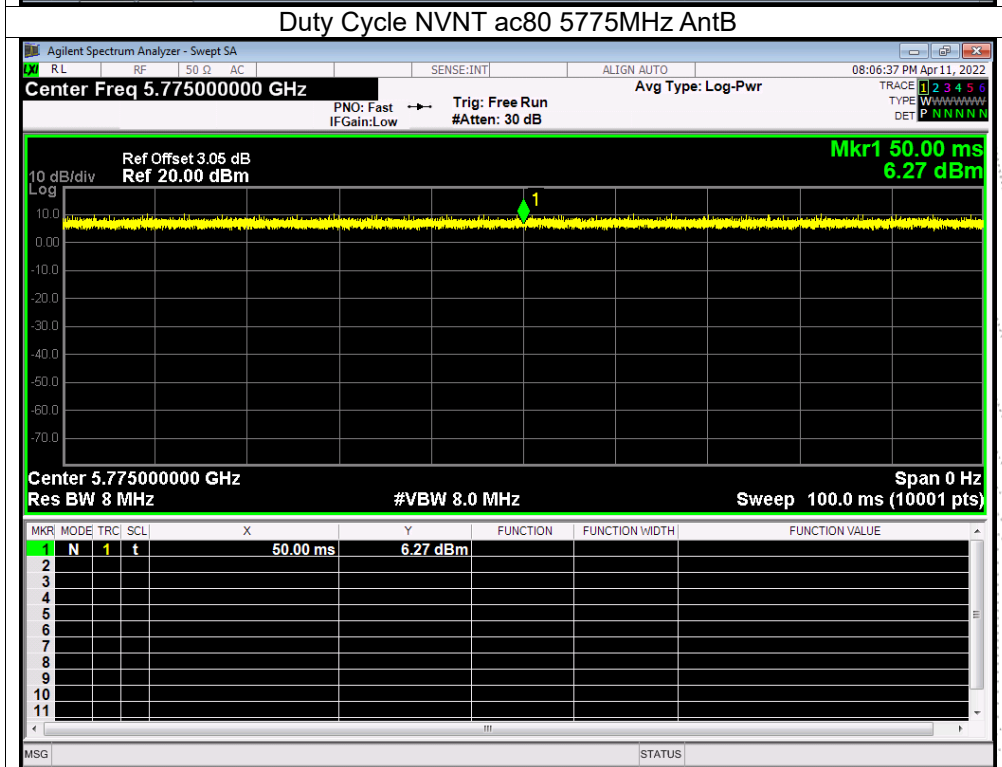 Duty Cycle NVNT ac80 5775MHz AntB
Agilent Spectrum Analyzer - Swept SA
LXI RL RF 50 Ω AC SENSE:INT ALIGN AUTO 08:06:37 PM Apr 11, 2022
Center Freq 5.775000000 GHz Avg Type: Log-Pwr TRACE 1 2 3 4 5 6
PNO: Fast Trig: Free Run TYPE WWWWWW
IFGain:Low #Atten: 30 dB DET P N N N N N
Mkr1 50.00 ms
Ref Offset 3.05 dB
10 dB/div Ref 20.00 dBm 6.27 dBm
Log
1
10.0
0.00
-10.0
-20.0
-30.0
-40.0
-50.0
-60.0
-70.0
Center 5.775000000 GHz Span 0 Hz
Res BW 8 MHz #VBW 8.0 MHz Sweep 100.0 ms (10001 pts)
MKR MODE TRC SCL X Y FUNCTION FUNCTION WIDTH FUNCTION VALUE
1 N 1 t 50.00 ms 6.27 dBm
2
3
4
5
6
7
8
9
10
11
MSG STATUS